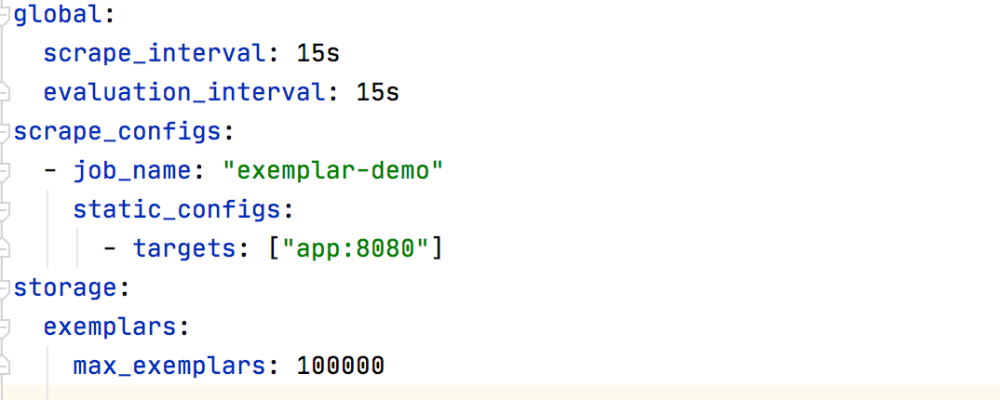 global:
  scrape_interval: 15s
  evaluation_interval: 15s
scrape_configs:
  - job_name: "exemplar-demo"
    static_configs:
      - targets: ["app:8080"]
storage:
  exemplars:
    max_exemplars: 100000